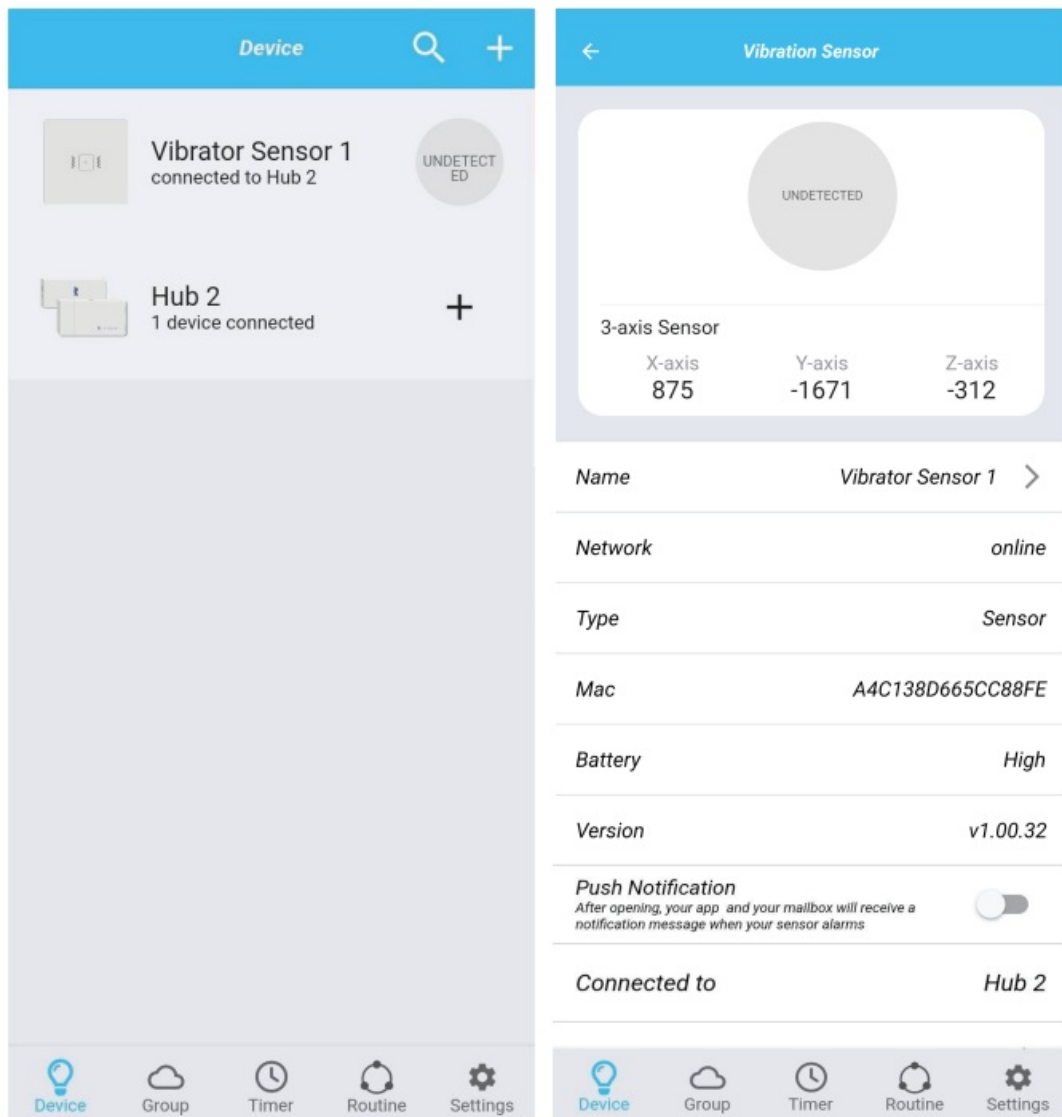 Device
Vibrator Sensor 1
connected to Hub 2
UNDETECT
ED
Hub 2
1 device connected
Device
Group
Timer
Routine
Settings
Vibration Sensor
UNDETECTED
3-axis Sensor
X-axis Y-axis Z-axis
875 -1671 -312
Name Vibrator Sensor 1
Network online
Type Sensor
Mac A4C138D665CC88FE
Battery High
Version v1.00.32
Push Notification
After opening, your app and your mailbox will receive a
notification message when your sensor alarms
Connected to Hub 2
Device
Group
Timer
Routine
Settings